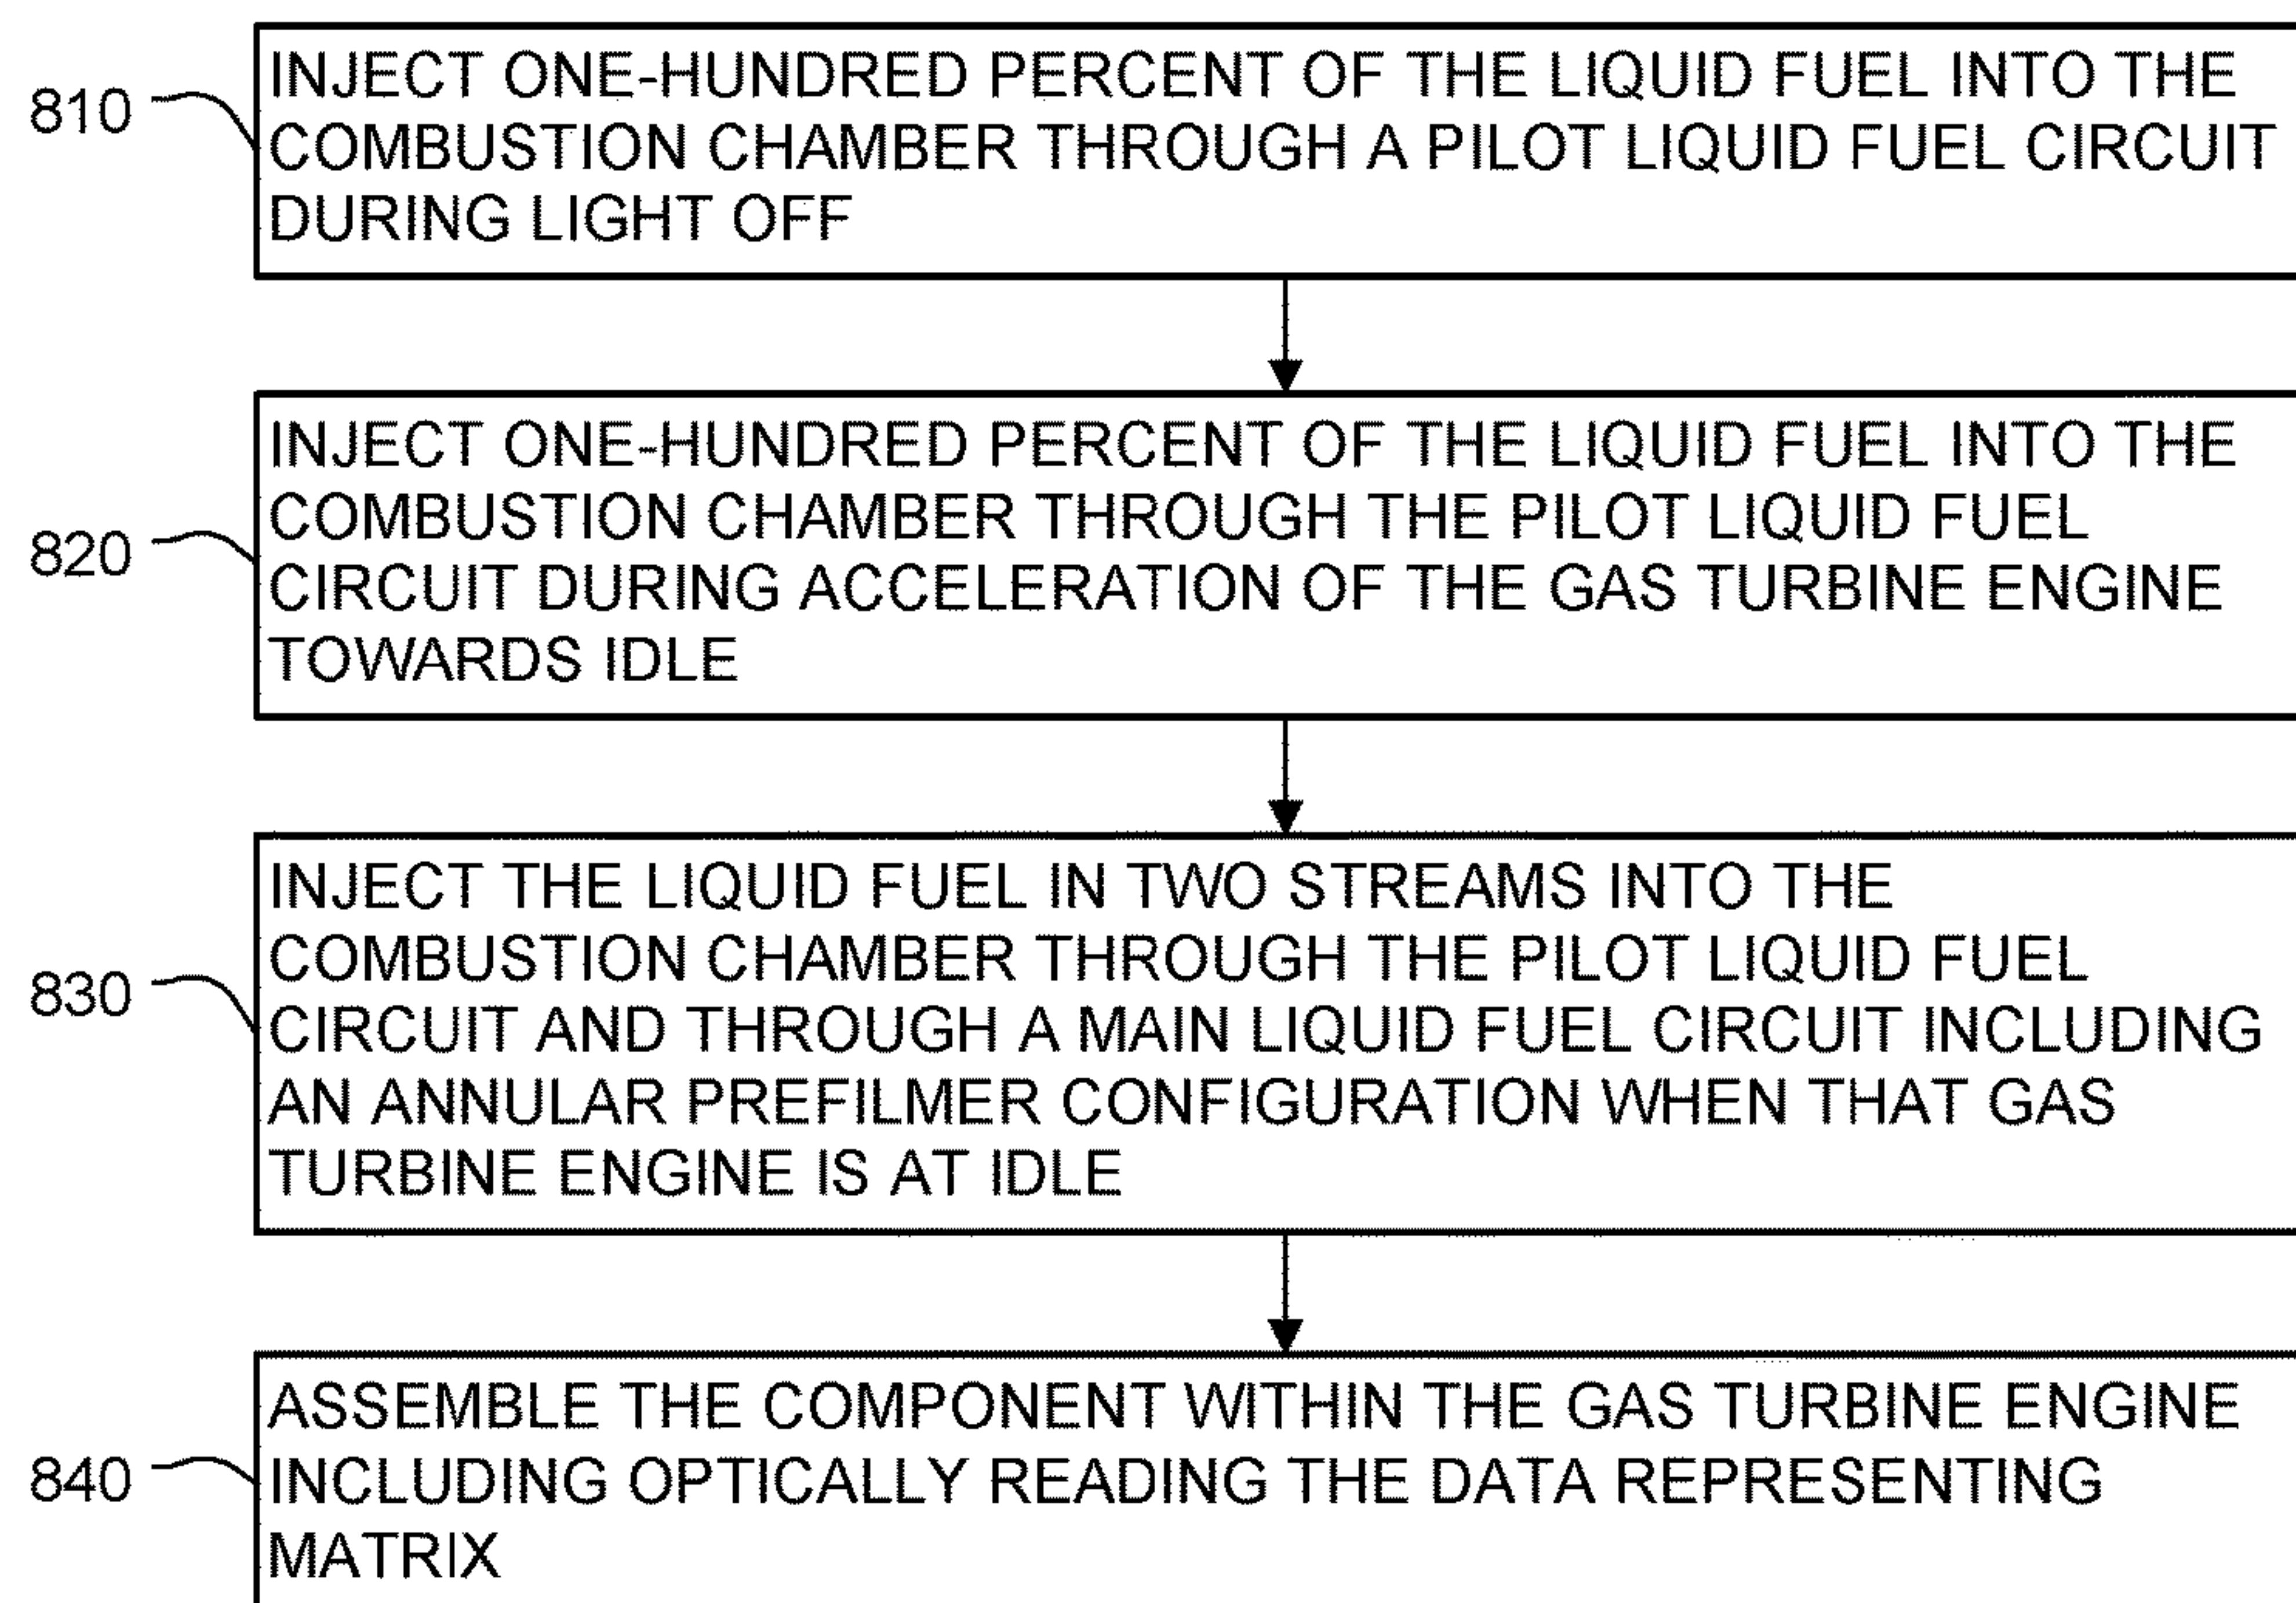 810
INJECT ONE-HUNDRED PERCENT OF THE LIQUID FUEL INTO THE
COMBUSTION CHAMBER THROUGH A PILOT LIQUID FUEL CIRCUIT
DURING LIGHT OFF
820
INJECT ONE-HUNDRED PERCENT OF THE LIQUID FUEL INTO THE
COMBUSTION CHAMBER THROUGH THE PILOT LIQUID FUEL
CIRCUIT DURING ACCELERATION OF THE GAS TURBINE ENGINE
TOWARDS IDLE
830
INJECT THE LIQUID FUEL IN TWO STREAMS INTO THE
COMBUSTION CHAMBER THROUGH THE PILOT LIQUID FUEL
CIRCUIT AND THROUGH A MAIN LIQUID FUEL CIRCUIT INCLUDING
AN ANNULAR PREFILMER CONFIGURATION WHEN THAT GAS
TURBINE ENGINE IS AT IDLE
840
ASSEMBLE THE COMPONENT WITHIN THE GAS TURBINE ENGINE
INCLUDING OPTICALLY READING THE DATA REPRESENTING
MATRIX